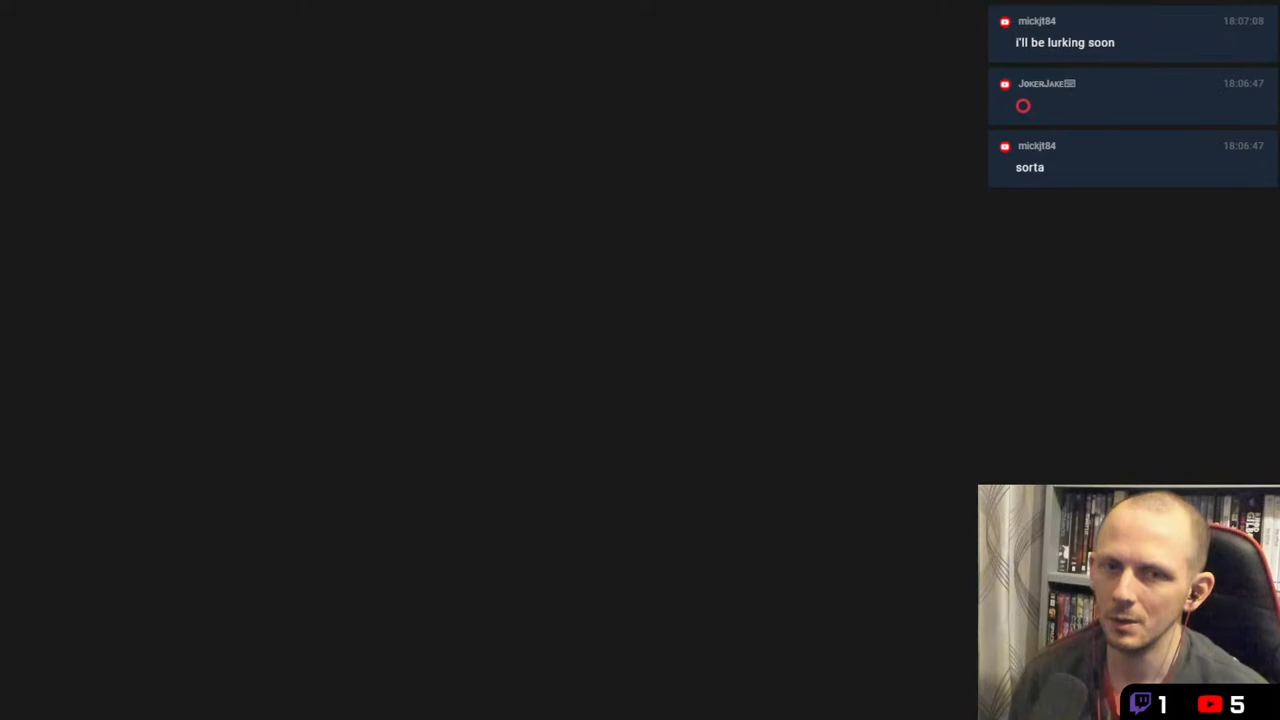 mickjt84 18:07:08
i'll be lurking soon
JOKERJAKE 18:06:47
mickjt84 18:06:47
sorta
1 5